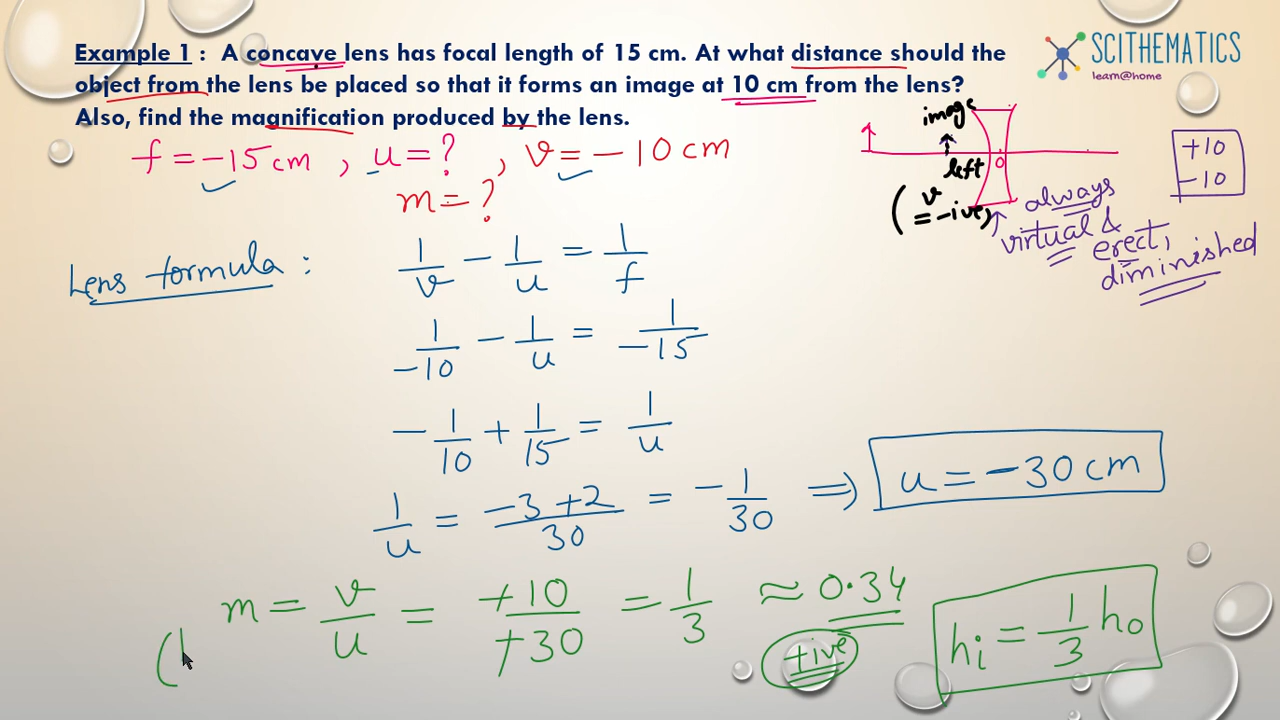 Example 1 : A concave lens has focal length of 15 cm. At what distance should the
object from the lens be placed so that it forms an image at 10 cm from the lens?
Also, find the magnification produced by the lens.
SCITHEMATICS
learn@home
f = -15 cm , u = ? , v = -10 cm
m = ?
image
left
O
( v
= -ive)
+10
-10
always
virtual &
erect,
diminished
Lens formula :
1/v - 1/u = 1/f
1/-10 - 1/u = 1/-15
- 1/10 + 1/15 = 1/u
1/u = -3+2/30 = - 1/30 ⇒ u = -30 cm
m = v/u = +10/+30 = 1/3 ≈ 0.34
+ive
hi = 1/3 ho